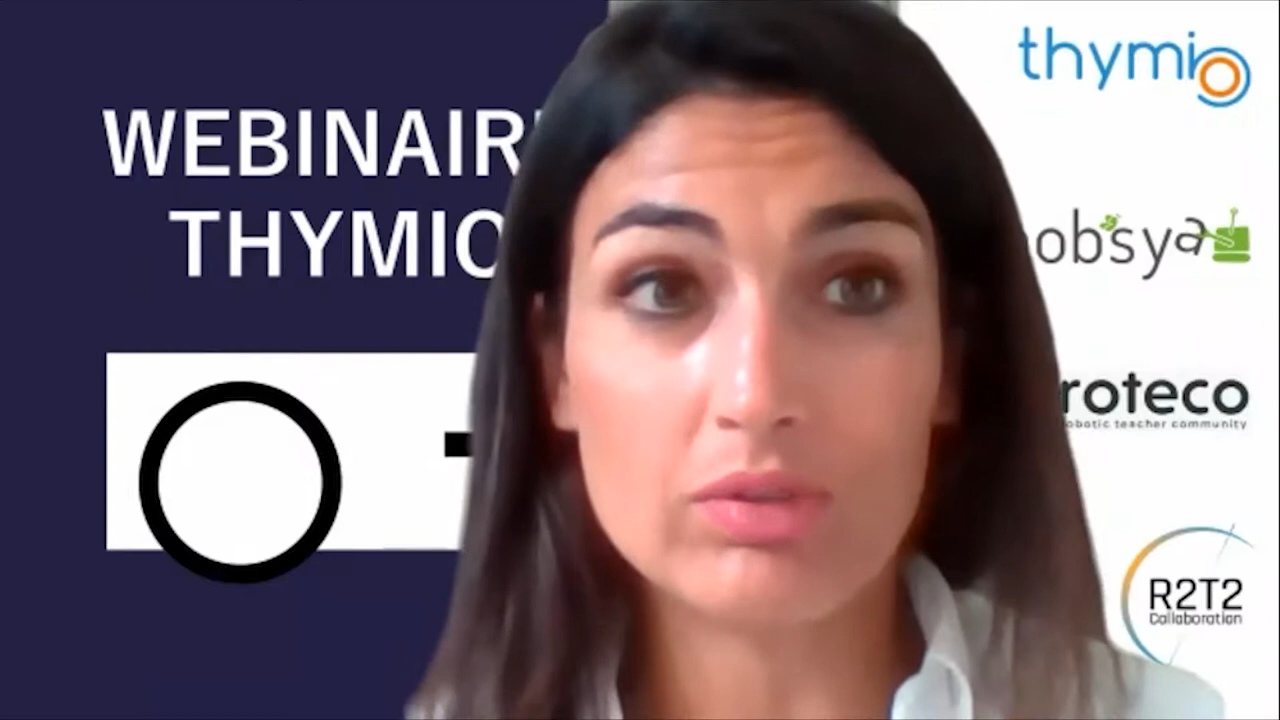 WEBINAIR
THYMIO
thymio
obsya
roteco
obotic teacher community
R2T2
Collaboration